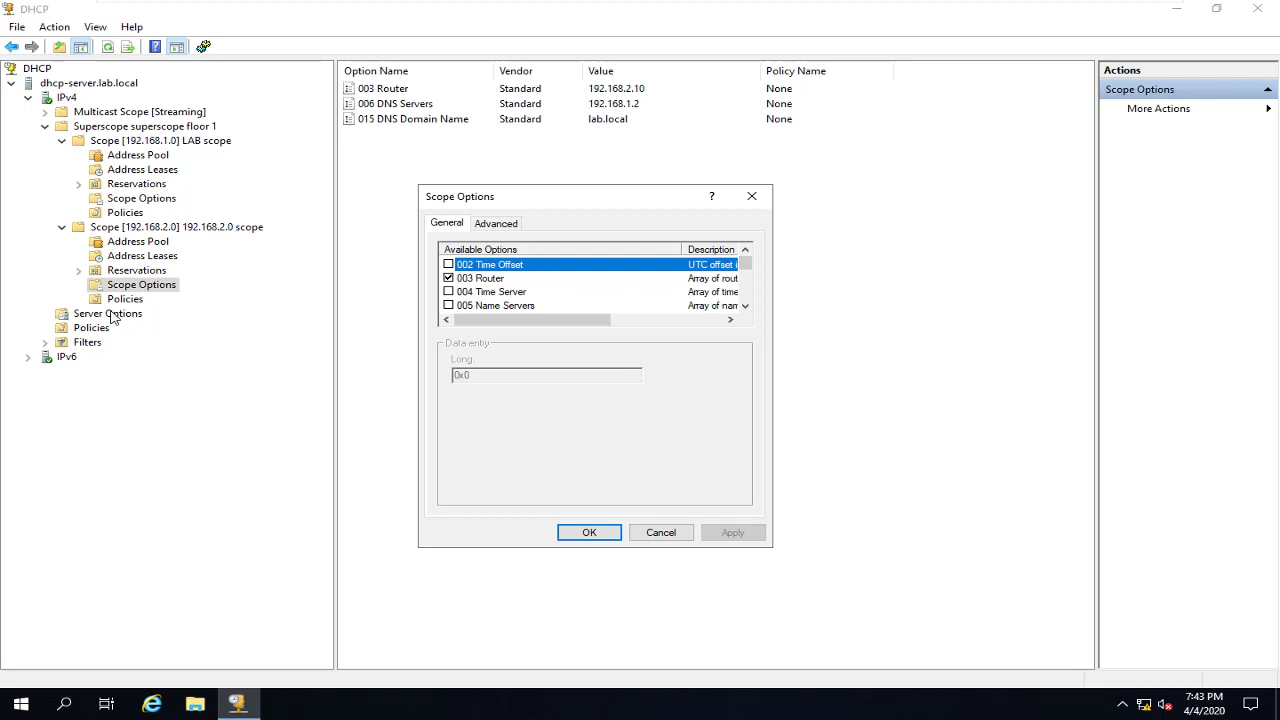 DHCP
File Action View Help
DHCP
dhcp-server.lab.local
IPv4
Multicast Scope [Streaming]
Superscope superscope floor 1
Scope [192.168.1.0] LAB scope
Address Pool
Address Leases
Reservations
Scope Options
Policies
Scope [192.168.2.0] 192.168.2.0 scope
Address Pool
Address Leases
Reservations
Scope Options
Policies
Server Options
Policies
Filters
IPv6
Option Name Vendor Value Policy Name
003 Router Standard 192.168.2.10 None
006 DNS Servers Standard 192.168.1.2 None
015 DNS Domain Name Standard lab.local None
Scope Options ?
General Advanced
Available Options Description
002 Time Offset UTC offset i
003 Router Array of rout
004 Time Server Array of time
005 Name Servers Array of nam
Data entry
Long:
0x0
OK Cancel Apply
Actions
Scope Options
More Actions
7:43 PM
4/4/2020